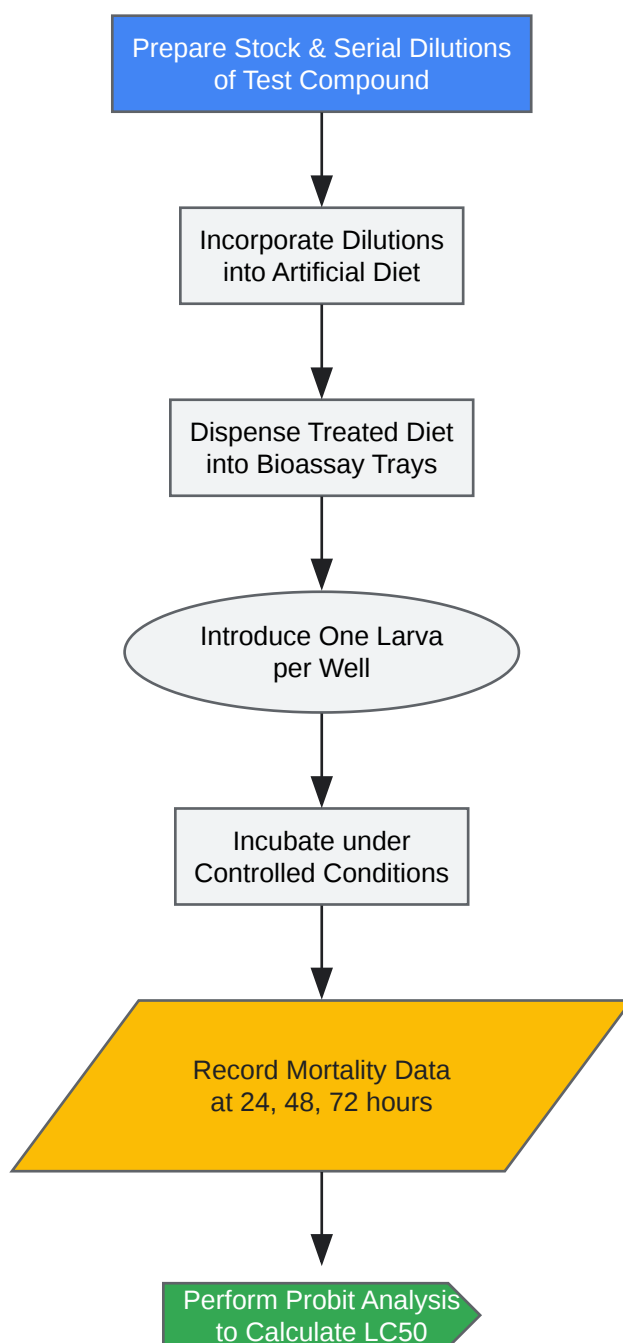 Prepare Stock & Serial Dilutions
of Test Compound
Incorporate Dilutions
into Artificial Diet
Dispense Treated Diet
into Bioassay Trays
Introduce One Larva
per Well
Incubate under
Controlled Conditions
Record Mortality Data
at 24, 48, 72 hours
Perform Probit Analysis
to Calculate LC50